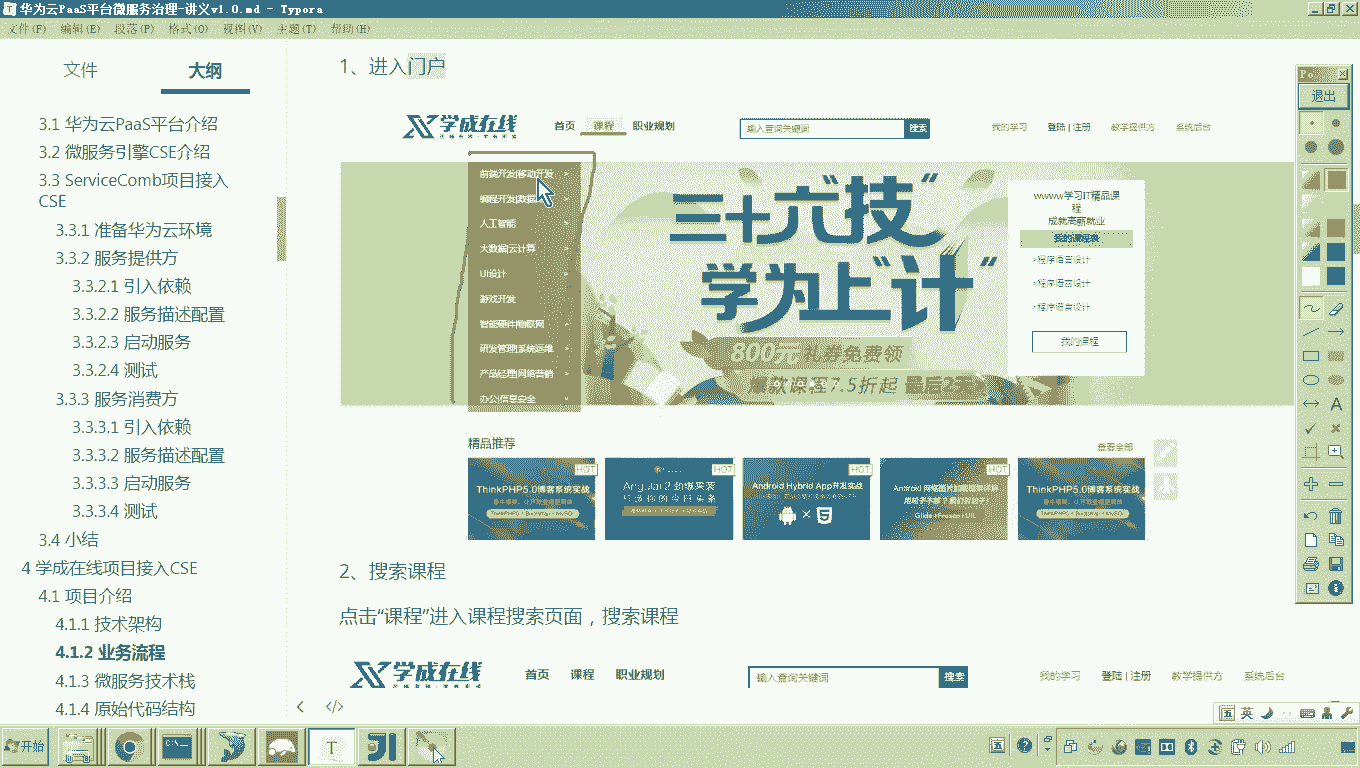 华为云PaaS平台微服务治理-讲义v1.0.md - Typora
文件(F) 编辑(E) 段落(P) 格式(O) 视图(V) 主题(T) 帮助(H)
文件 大纲
3.1 华为云PaaS平台介绍
3.2 微服务引擎CSE介绍
3.3 ServiceComb项目接入
CSE
3.3.1 准备华为云环境
3.3.2 服务提供方
3.3.2.1 引入依赖
3.3.2.2 服务描述配置
3.3.2.3 启动服务
3.3.2.4 测试
3.3.3 服务消费方
3.3.3.1 引入依赖
3.3.3.2 服务描述配置
3.3.3.3 启动服务
3.3.3.4 测试
3.4 小结
4 学成在线项目接入CSE
4.1 项目介绍
4.1.1 技术架构
4.1.2 业务流程
4.1.3 微服务技术栈
4.1.4 原始代码结构
1、进入门户
学成在线
首页 课程 职业规划
输入查询关键词 搜索
我的学习 登陆 | 注册 教学提供方 系统后台
前端开发|移动开发
编程开发|数据
人工智能
大数据|云计算
UI设计
游戏开发
智能硬件|物联网
研发管理|系统运维
产品经理|网络营销
办公|信息安全
三十六“技”
学为上“计”
800元礼券免费领
爆款课程7.5折起 最后2天
wwww学习IT精品课
程
成就高薪就业
我的课程表
>程序语言设计
>程序语言设计
>程序语言设计
我的课程
精品推荐 查看全部
HOT
ThinkPHP5.0博客系统实战
HOT
HOT
Android Hybrid App开发实战
HOT
Glide+Fresco+UIL
ThinkPHP5.0博客系统实战
2、搜索课程
点击“课程”进入课程搜索页面，搜索课程
学成在线
首页 课程 职业规划
输入查询关键词 搜索
我的学习 登陆 | 注册 教学提供方 系统后台
退出
开始
英